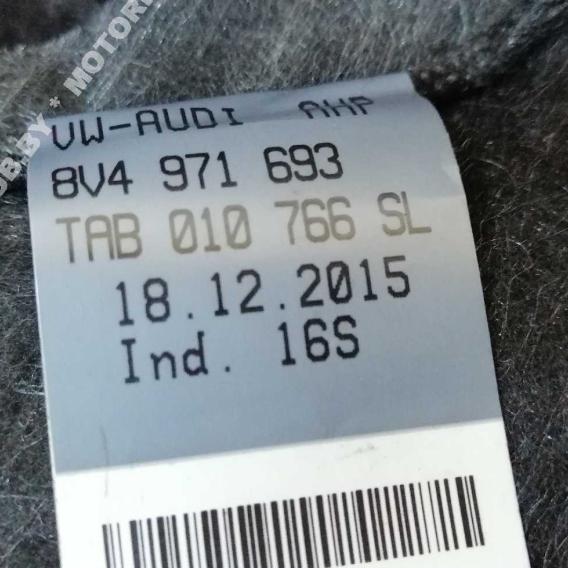 VW-AUDI AHP
8V4 971 693
TAB 010 766 SL
18.12.2015
Ind. 16S